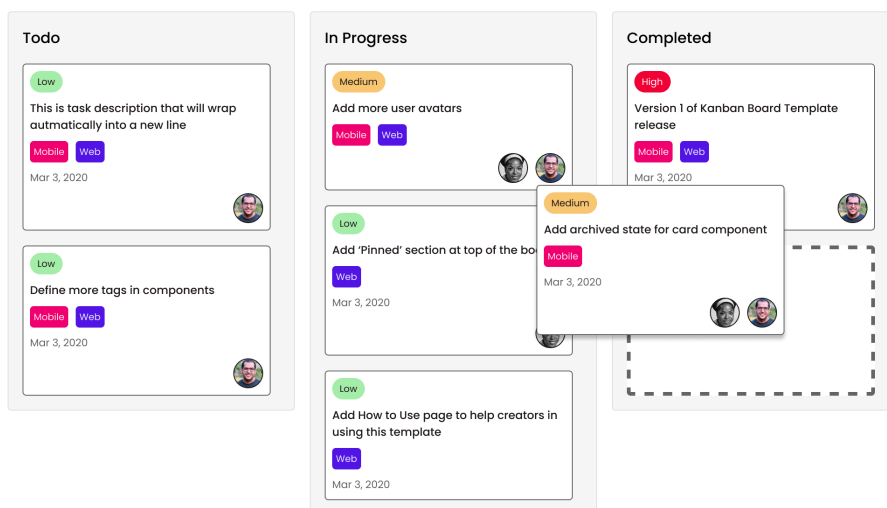 Todo
Low
This is task description that will wrap
autmatically into a new line
Mobile Web
Mar 3, 2020
Low
Define more tags in components
Mobile Web
Mar 3, 2020
In Progress
Medium
Add more user avatars
Mobile Web
Low
Add ‘Pinned’ section at top of the
Web
Mar 3, 2020
Low
Add How to Use page to help creators in
using this template
Web
Mar 3, 2020
Completed
High
Version 1 of Kanban Board Template
release
Mobile Web
Mar 3, 2020
Medium
Add archived state for card component
Mobile
Mar 3, 2020